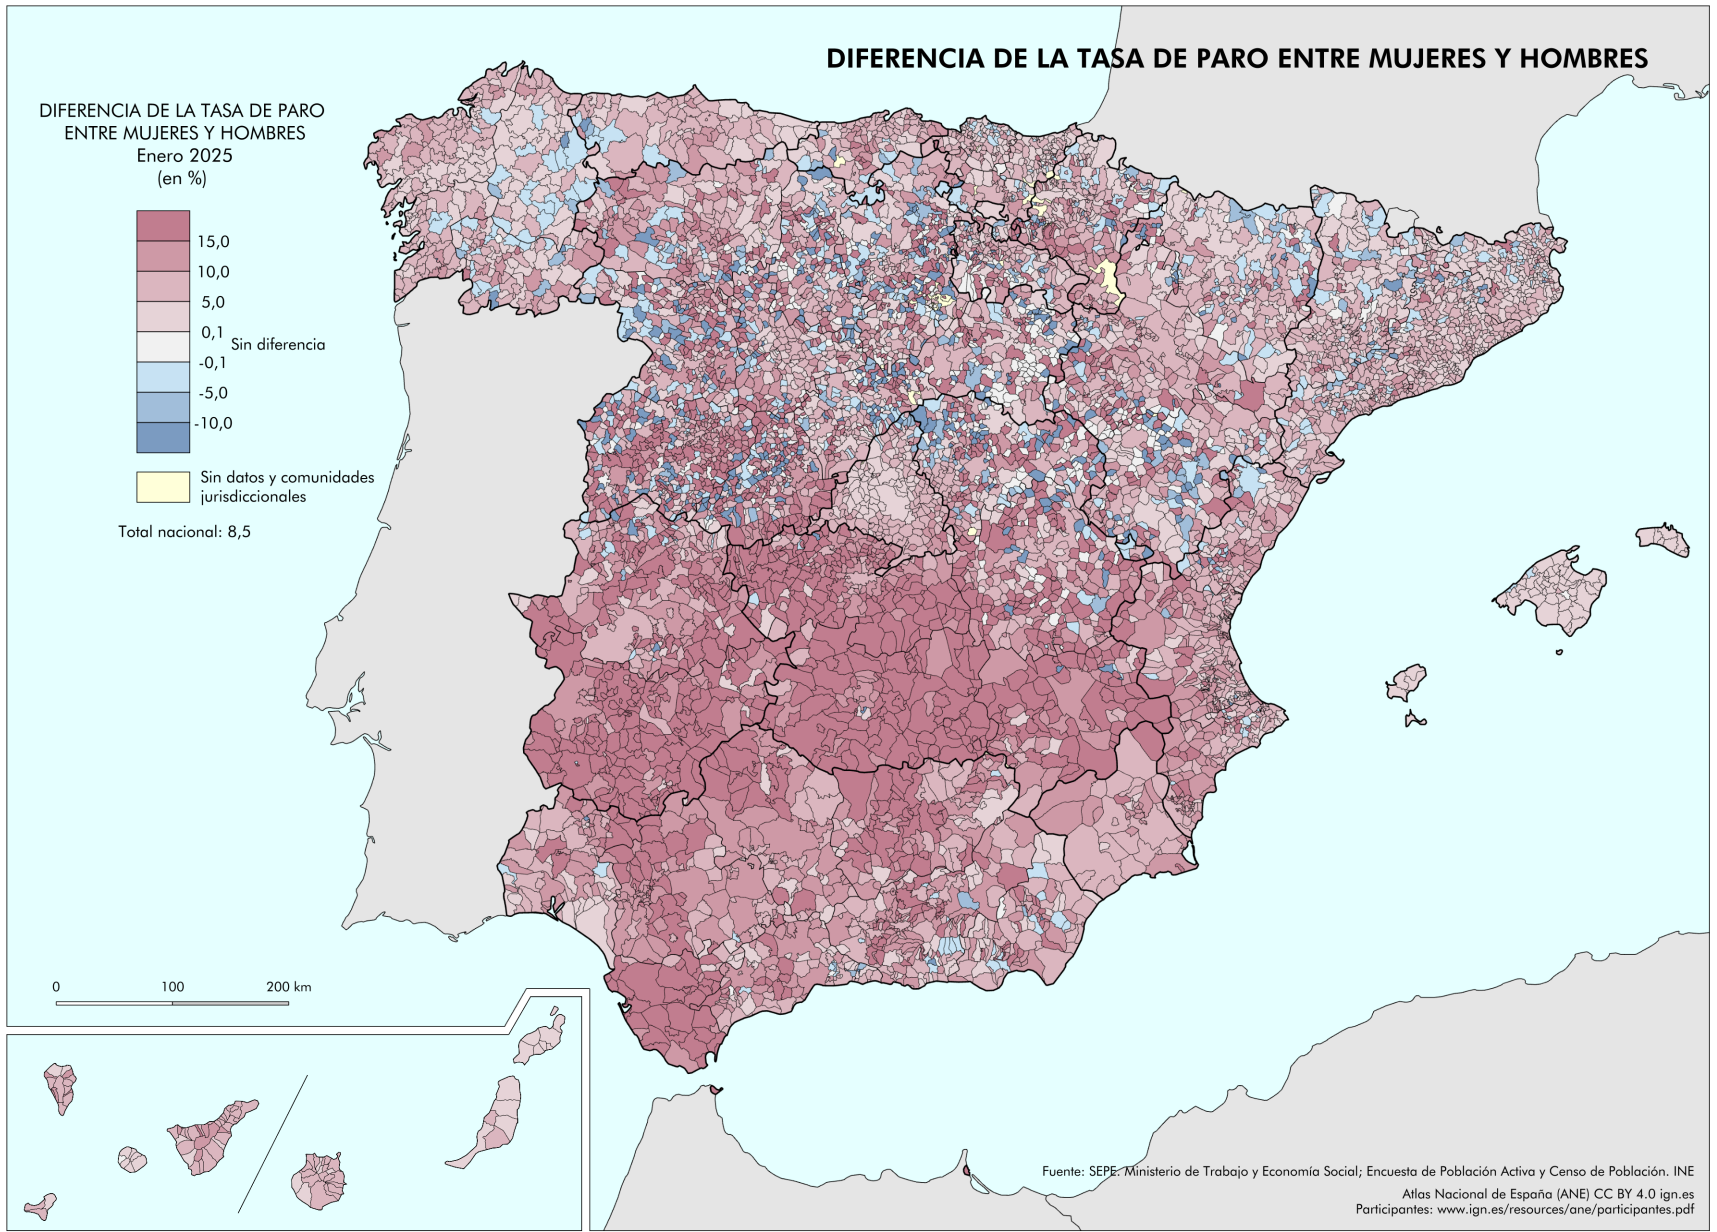 DIFERENCIA DE LA TASA DE PARO ENTRE MUJERES Y HOMBRES
DIFERENCIA DE LA TASA DE PARO
ENTRE MUJERES Y HOMBRES
Enero 2025
(en %)
15,0
10,0
5,0
0,1
Sin diferencia
-0,1
-5,0
-10,0
Sin datos y comunidades
jurisdiccionales
Total nacional: 8,5
0 100 200 km
Fuente: SEPE. Ministerio de Trabajo y Economía Social; Encuesta de Población Activa y Censo de Población. INE
Atlas Nacional de España (ANE) CC BY 4.0 ign.es
Participantes: www.ign.es/resources/ane/participantes.pdf